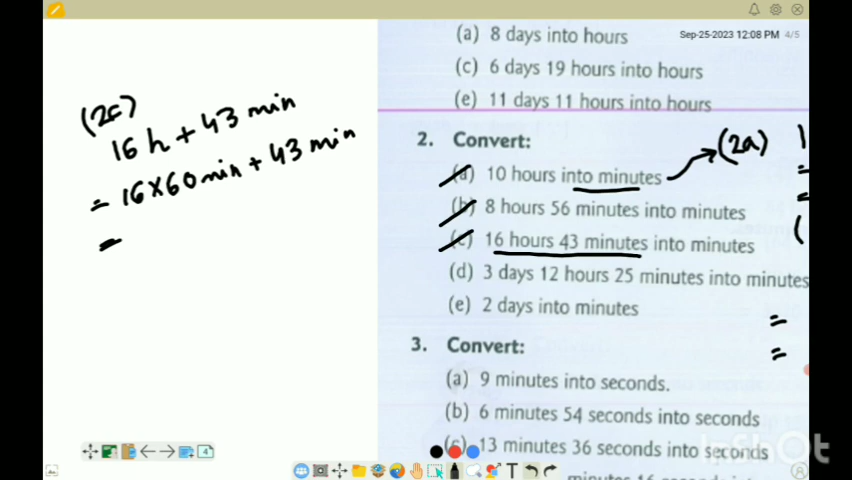 Sep-25-2023 12:08 PM 4/5
(2c)
16 h + 43 min
= 16 × 60 min + 43 min
=
(a) 8 days into hours
(c) 6 days 19 hours into hours
(e) 11 days 11 hours into hours
2. Convert:
(a) 10 hours into minutes
(2a)
(b) 8 hours 56 minutes into minutes
(c) 16 hours 43 minutes into minutes
(d) 3 days 12 hours 25 minutes into minutes
(e) 2 days into minutes
=
=
3. Convert:
(a) 9 minutes into seconds.
(b) 6 minutes 54 seconds into seconds
(c) 13 minutes 36 seconds into seconds
4
T